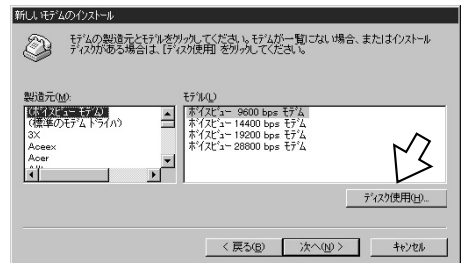 新しいモデムのインストール
モデムの製造元とモデルをクリックしてください。モデムが一覧にない場合、またはインストール
ディスクがある場合は、[ディスク使用] をクリックしてください。
製造元(M):
(ボイスビュー モデム)
(標準のモデム ドライバ)
3X
Aceex
Acer
モデル(L)
ボイスビュー 9600 bps モデム
ボイスビュー 14400 bps モデム
ボイスビュー 19200 bps モデム
ボイスビュー 28800 bps モデム
ディスク使用(H)...
< 戻る(B)
次へ(N) >
キャンセル